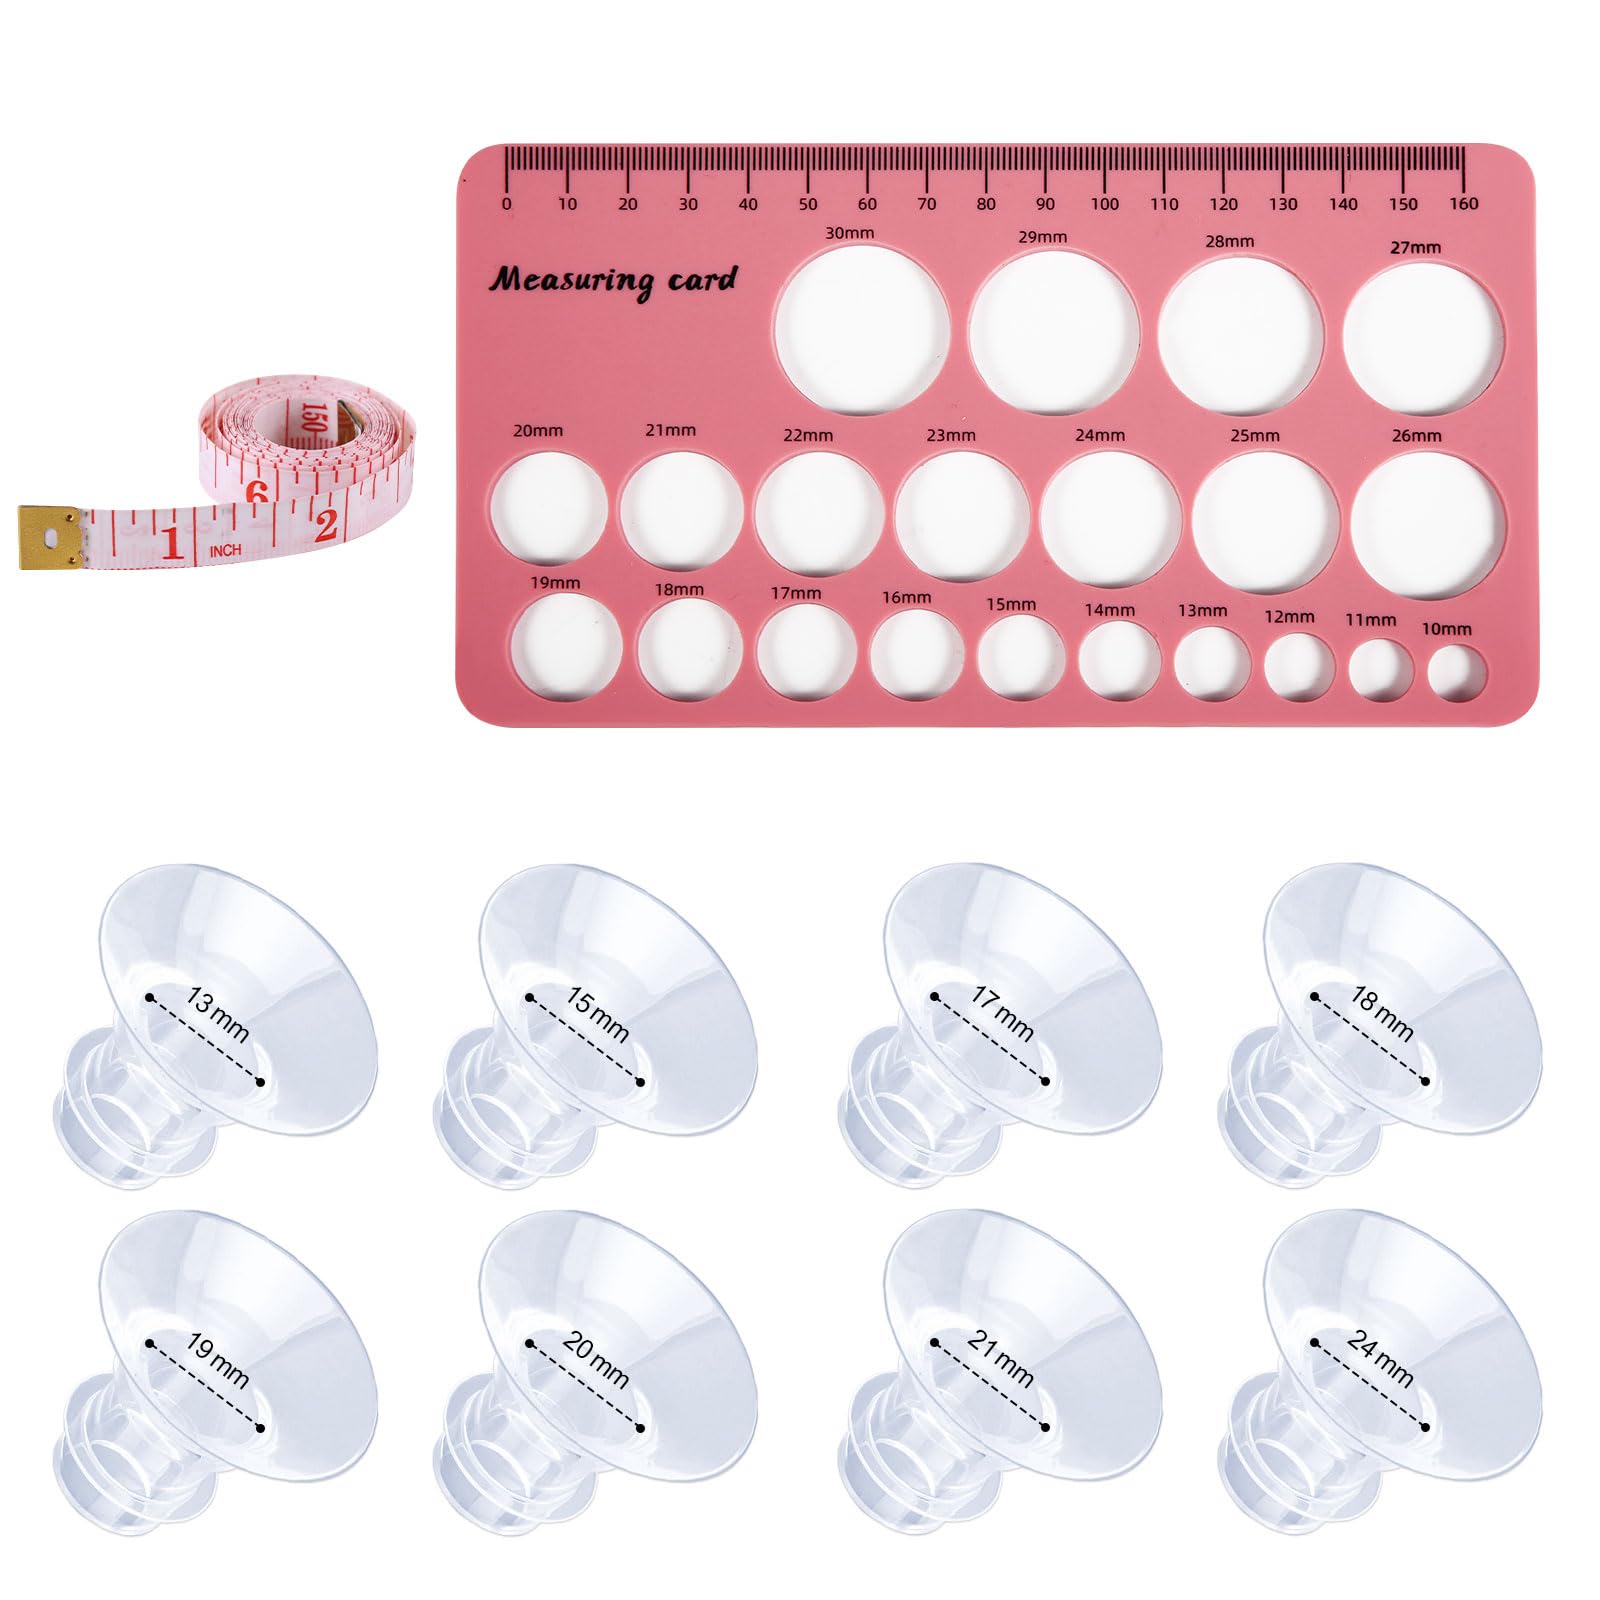 0 10 20 30 40 50 60 70 80 90 100 110 120 130 140 150 160
30mm 29mm 28mm 27mm
Measuring card
20mm 21mm 22mm 23mm 24mm 25mm 26mm
19mm 18mm 17mm 16mm 15mm 14mm 13mm 12mm 11mm 10mm
150
6
1 INCH 2
13mm 15mm 17mm 18mm
19mm 20mm 21mm 24mm